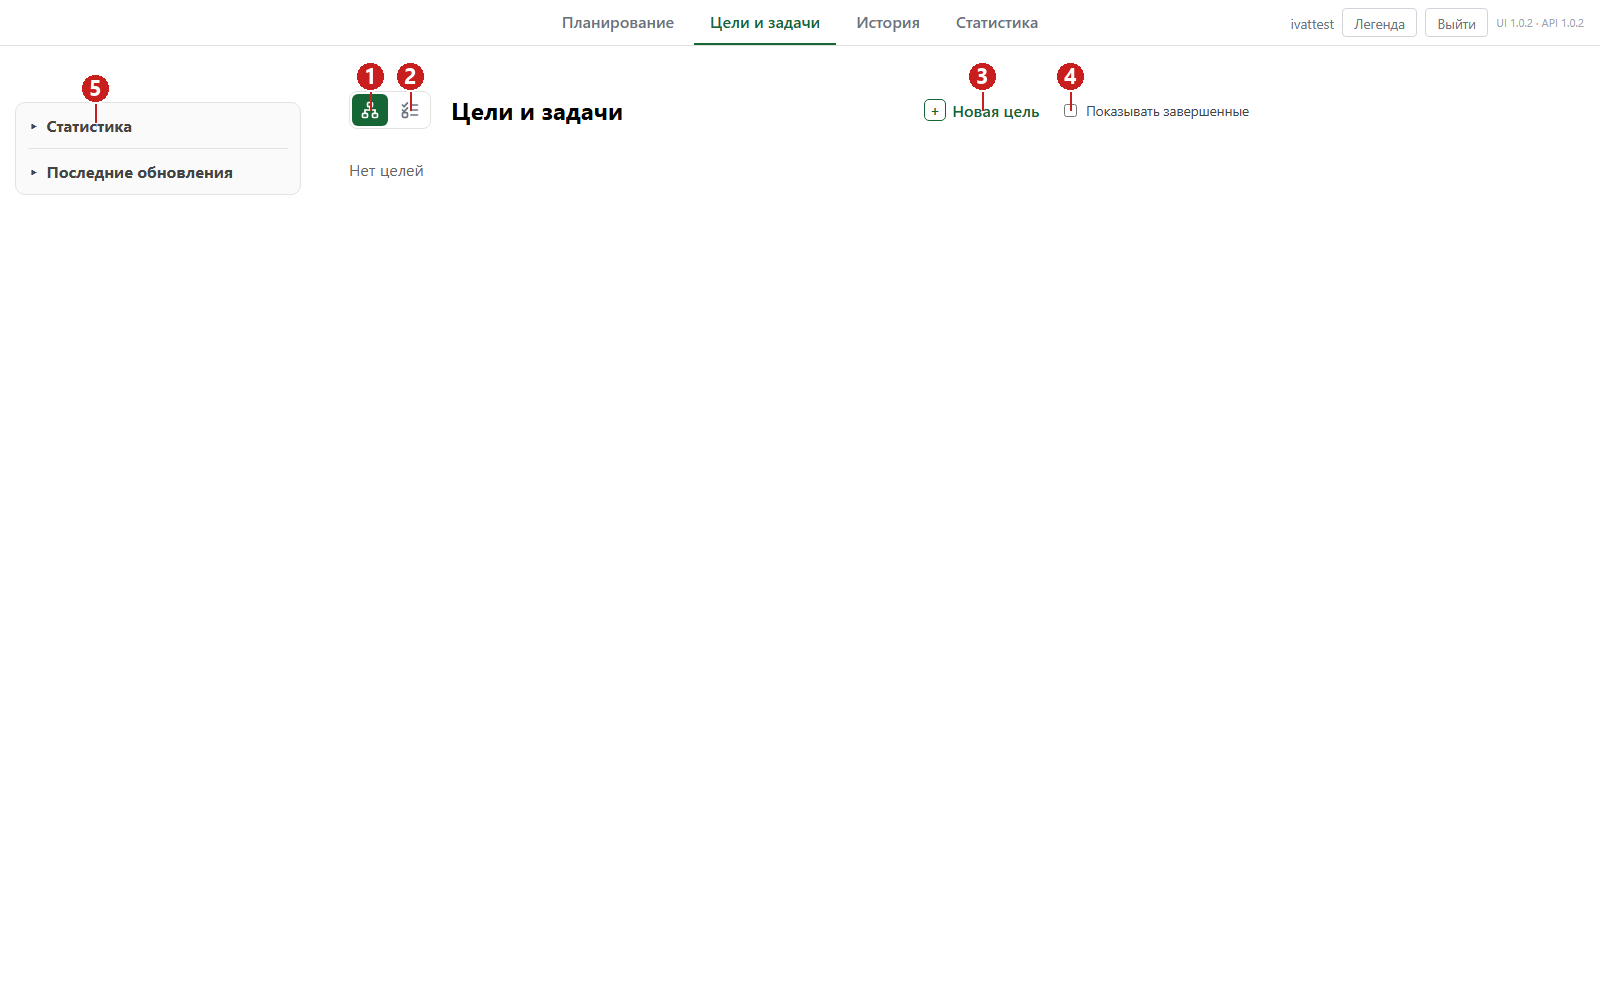 Планирование Цели и задачи История Статистика ivattest Легенда Выйти UI 1.0.2 · API 1.0.2
5
Статистика
Последние обновления
1 2
Цели и задачи
3 4
+ Новая цель Показывать завершенные
Нет целей